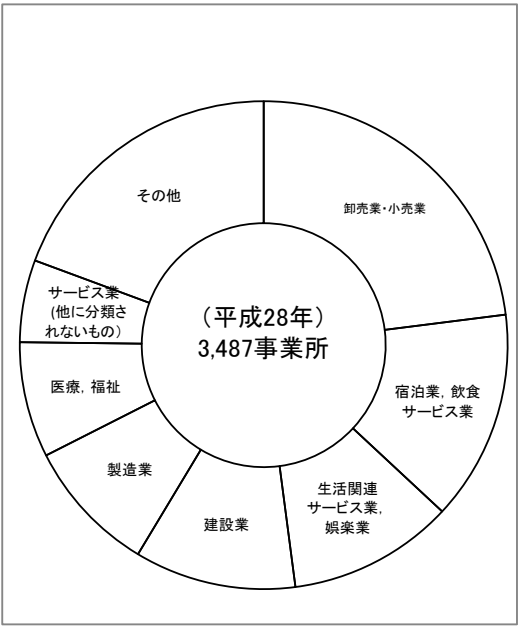 その他
卸売業・小売業
サービス業
(他に分類さ
れないもの）
（平成28年）
3,487事業所
医療，福祉
宿泊業，飲食
サービス業
製造業
生活関連
サービス業，
娯楽業
建設業